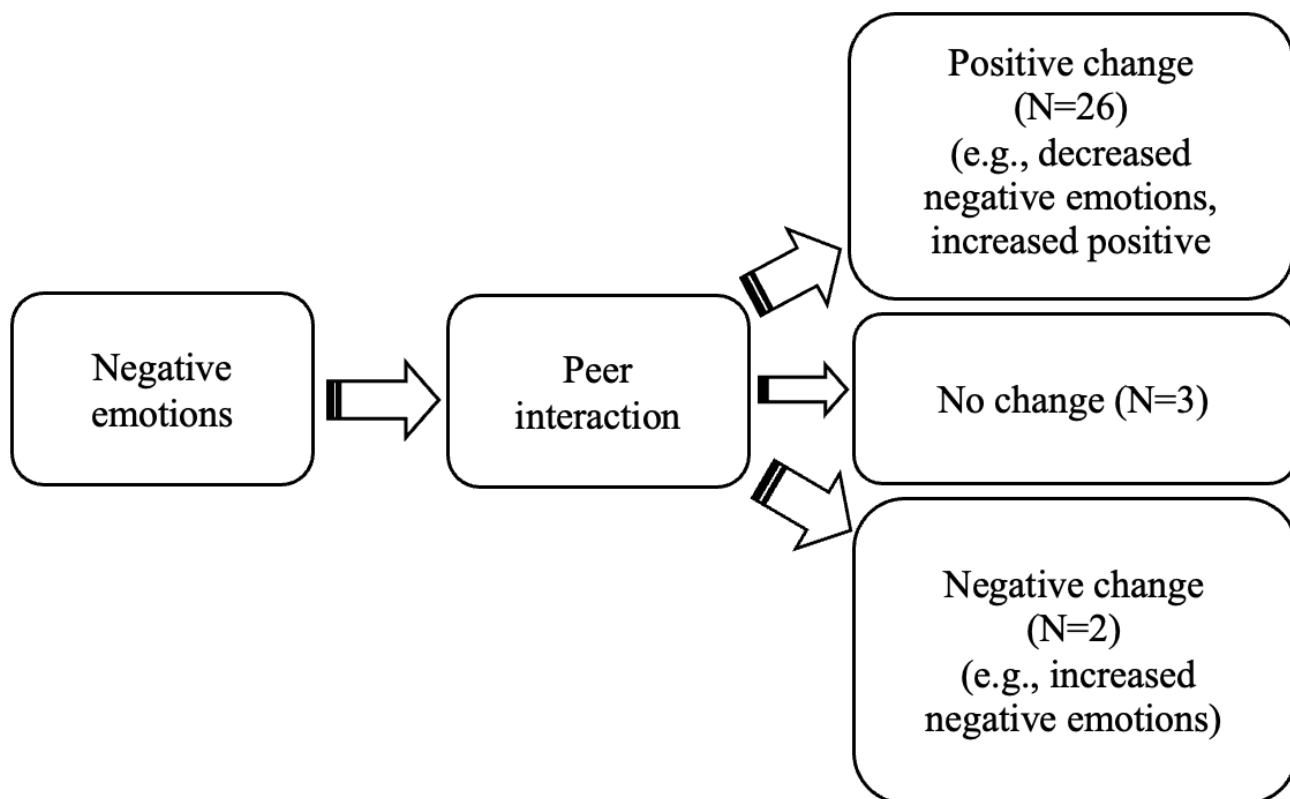 Negative
emotions
Peer
interaction
Positive change
(N=26)
(e.g., decreased
negative emotions,
increased positive
No change (N=3)
Negative change
(N=2)
(e.g., increased
negative emotions)